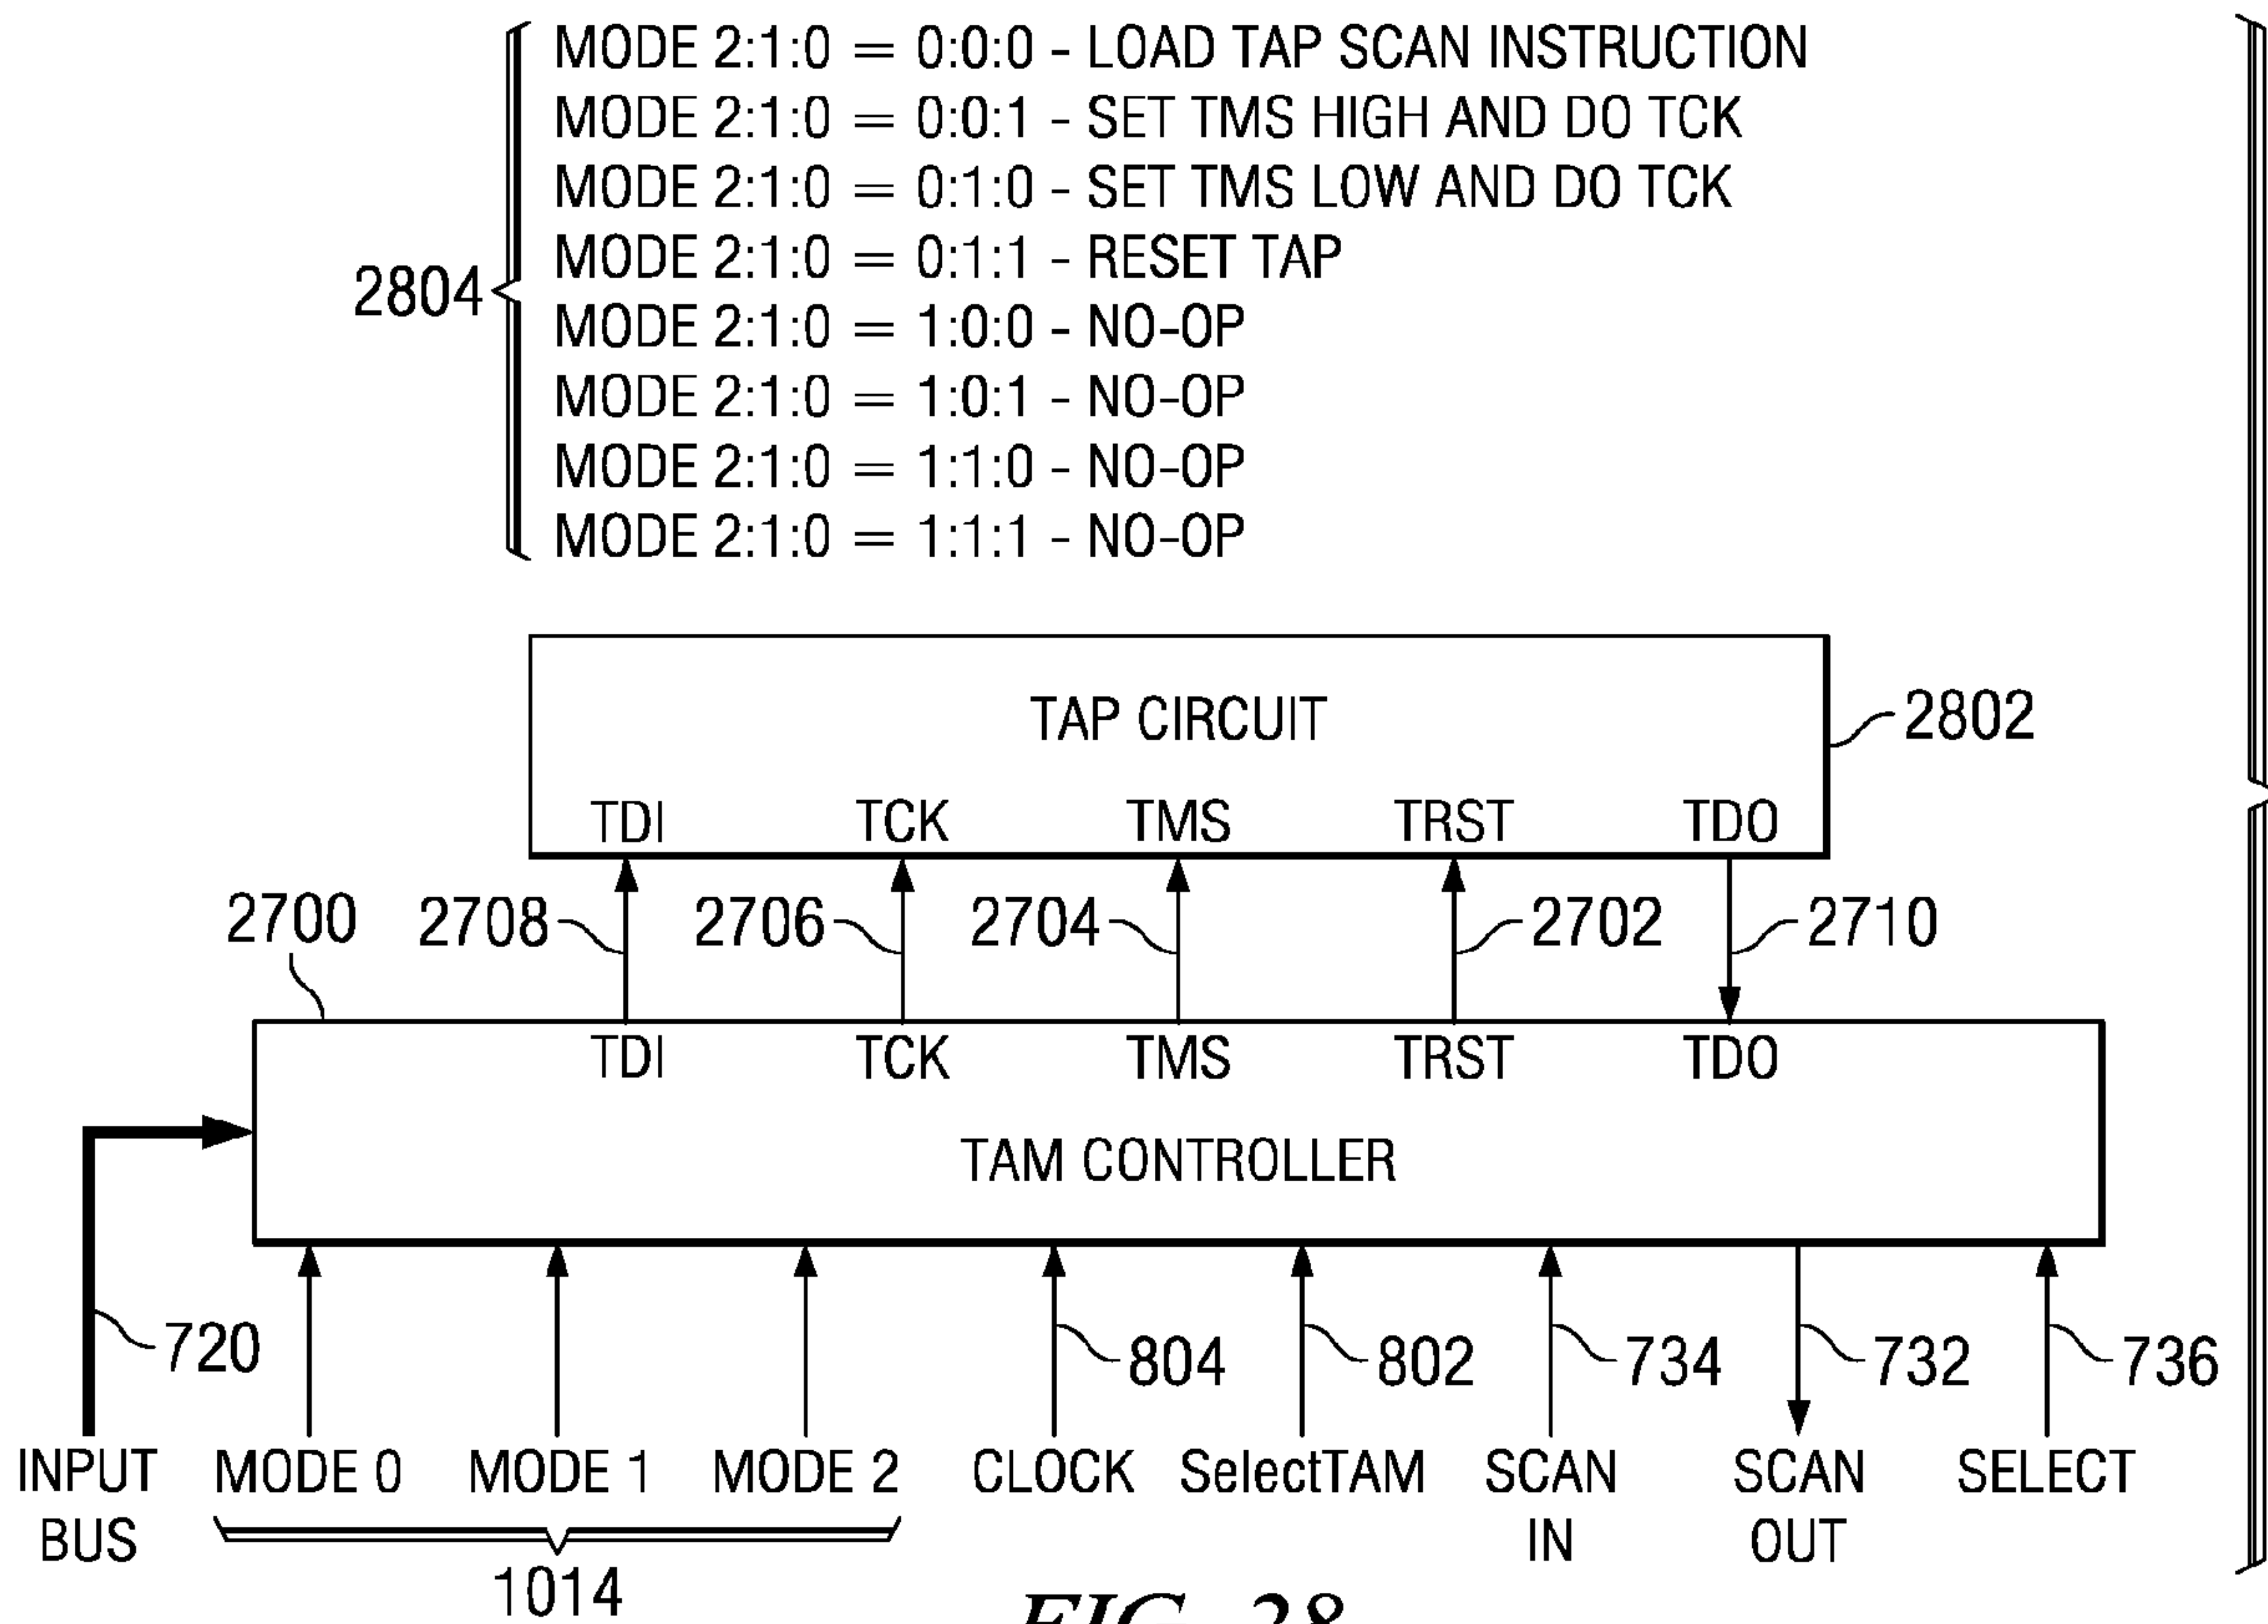 MODE 2:1:0 = 0:0:0 - LOAD TAP SCAN INSTRUCTION
MODE 2:1:0 = 0:0:1 - SET TMS HIGH AND DO TCK
MODE 2:1:0 = 0:1:0 - SET TMS LOW AND DO TCK
MODE 2:1:0 = 0:1:1 - RESET TAP
2804
MODE 2:1:0 = 1:0:0 - NO-OP
MODE 2:1:0 = 1:0:1 - NO-OP
MODE 2:1:0 = 1:1:0 - NO-OP
MODE 2:1:0 = 1:1:1 - NO-OP
TAP CIRCUIT
2802
TDI TCK TMS TRST TDO
2700 2708 2706 2704 2702 2710
TDI TCK TMS TRST TDO
TAM CONTROLLER
720 804 802 734 732 736
INPUT BUS
MODE 0 MODE 1 MODE 2 CLOCK SelectTAM SCAN IN SCAN OUT SELECT
1014
FIG. 28